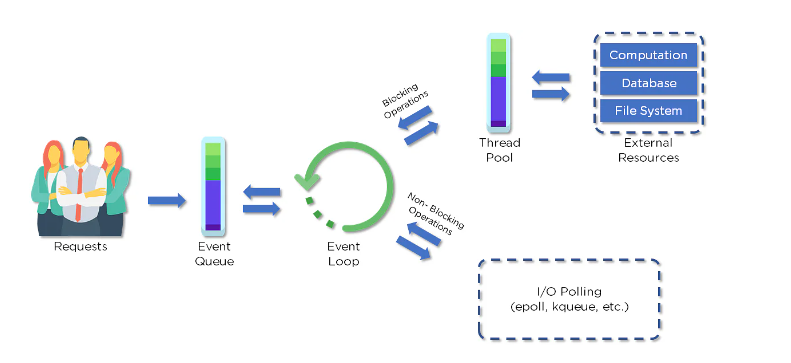 Requests
Event
Queue
Event
Loop
Blocking
Operations
Non- Blocking
Operations
Thread
Pool
Computation
Database
File System
External
Resources
I/O Polling
(epoll, kqueue, etc.)